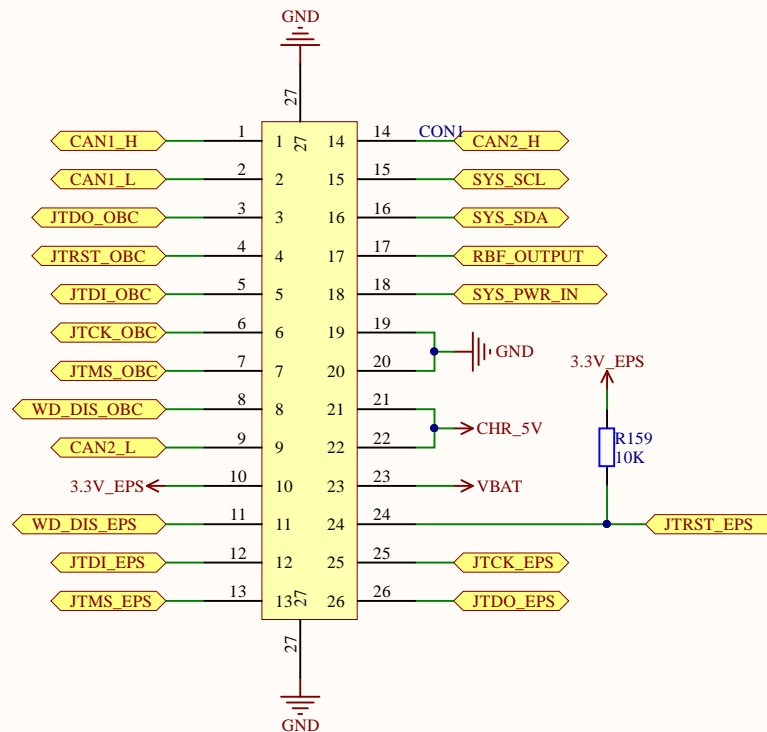 GND
27
1 27 14 CON1
CAN1_H 1 14 CAN2_H
CAN1_L 2 2 15 15 SYS_SCL
JTDO_OBC 3 3 16 16 SYS_SDA
JTRST_OBC 4 4 17 17 RBF_OUTPUT
JTDI_OBC 5 5 18 18 SYS_PWR_IN
JTCK_OBC 6 6 19 19
GND
JTMS_OBC 7 7 20 20
3.3V_EPS
WD_DIS_OBC 8 8 21 21
CHR_5V
R159
10K
CAN2_L 9 9 22 22
3.3V_EPS 10 10 23 23 VBAT
WD_DIS_EPS 11 11 24 24 JTRST_EPS
JTDI_EPS 12 12 25 25 JTCK_EPS
JTMS_EPS 13 13 27 26 26 JTDO_EPS
27
GND